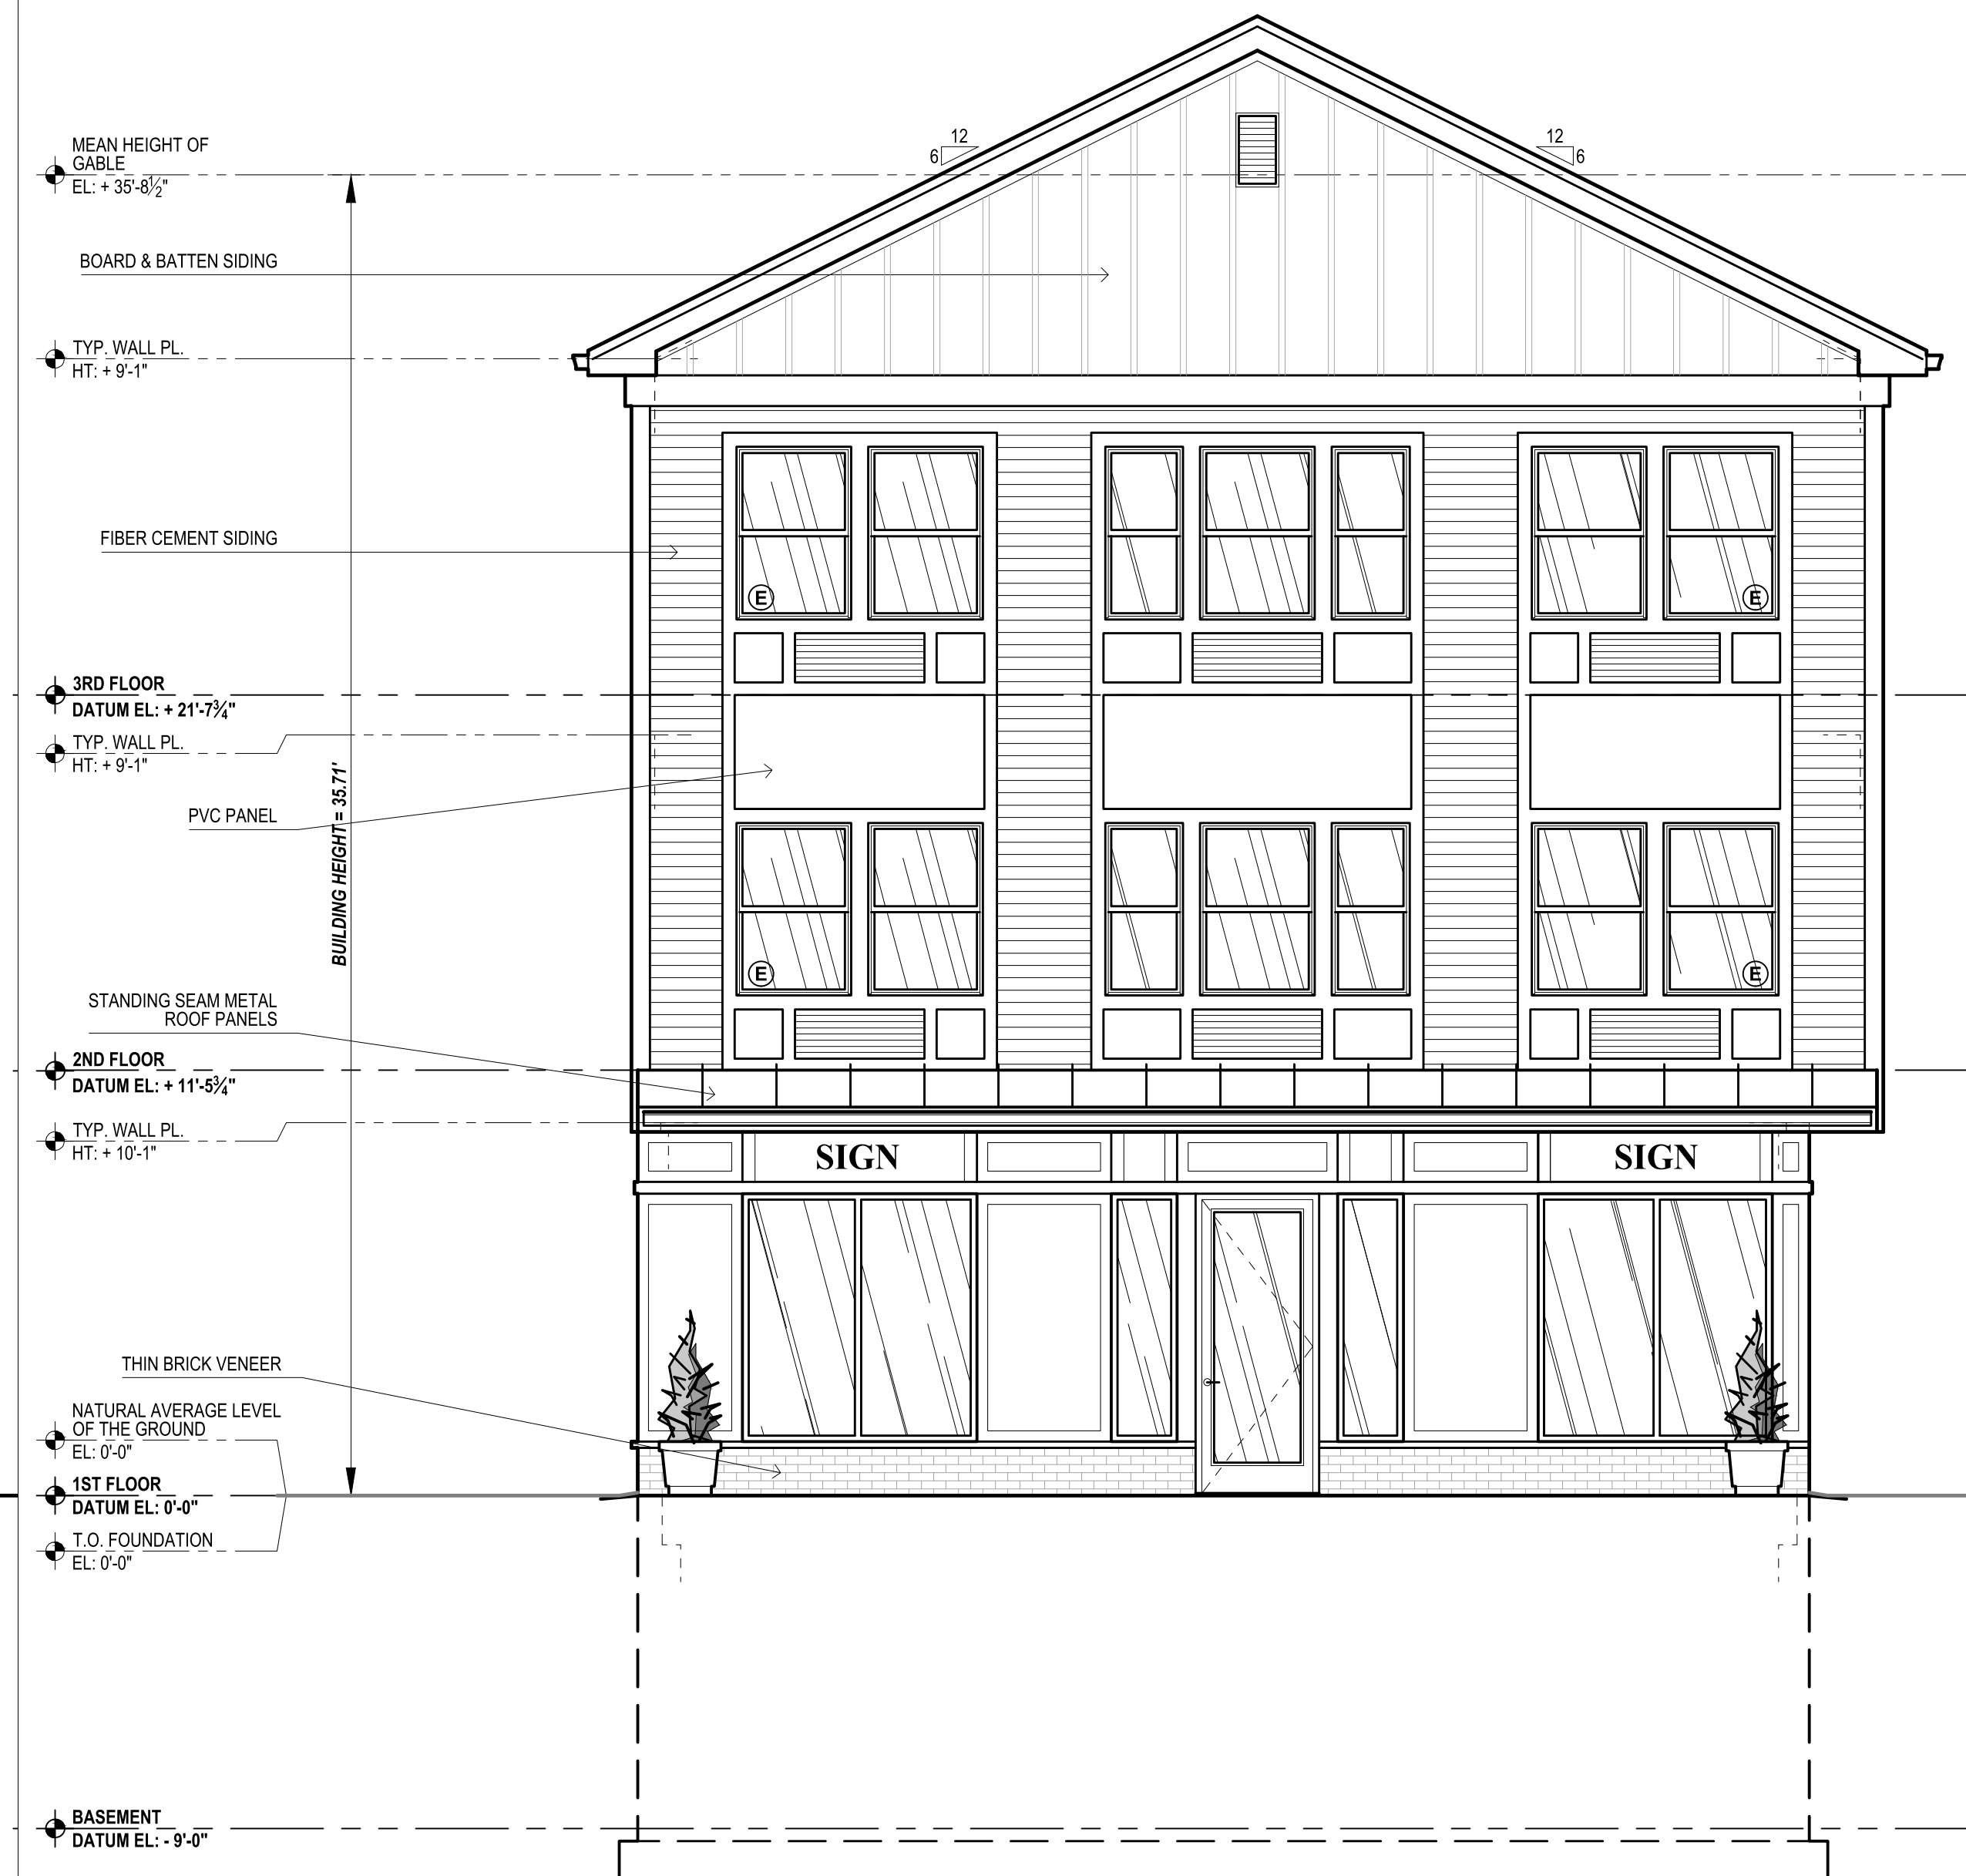 MEAN HEIGHT OF
GABLE
EL: + 35'-8½"
12
6
12
6
BOARD & BATTEN SIDING
TYP. WALL PL.
HT: + 9'-1"
FIBER CEMENT SIDING
E
E
3RD FLOOR
DATUM EL: + 21'-7¾"
TYP. WALL PL.
HT: + 9'-1"
BUILDING HEIGHT = 35.71'
PVC PANEL
E
E
STANDING SEAM METAL
ROOF PANELS
2ND FLOOR
DATUM EL: + 11'-5¾"
TYP. WALL PL.
HT: + 10'-1"
SIGN
SIGN
THIN BRICK VENEER
NATURAL AVERAGE LEVEL
OF THE GROUND
EL: 0'-0"
1ST FLOOR
DATUM EL: 0'-0"
T.O. FOUNDATION
EL: 0'-0"
BASEMENT
DATUM EL: - 9'-0"